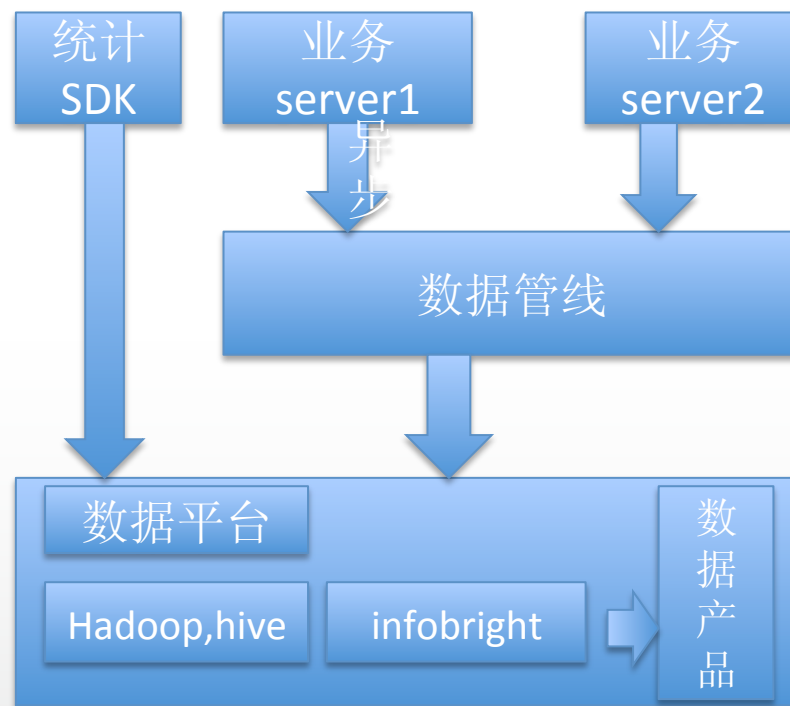 统计
SDK
业务
server1
业务
server2
异
步
数据管线
数据平台
Hadoop,hive
infobright
数
据
产
品